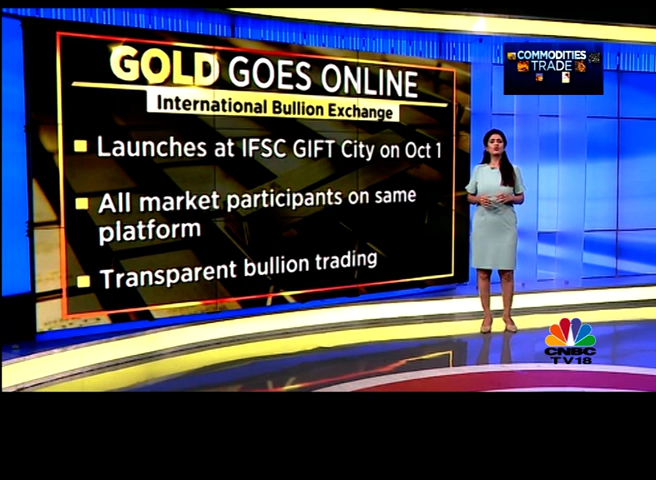 GOLD GOES ONLINE
International Bullion Exchange
Launches at IFSC GIFT City on Oct 1
All market participants on same
platform
Transparent bullion trading
COMMODITIES
TRADE
CNBC
TV18